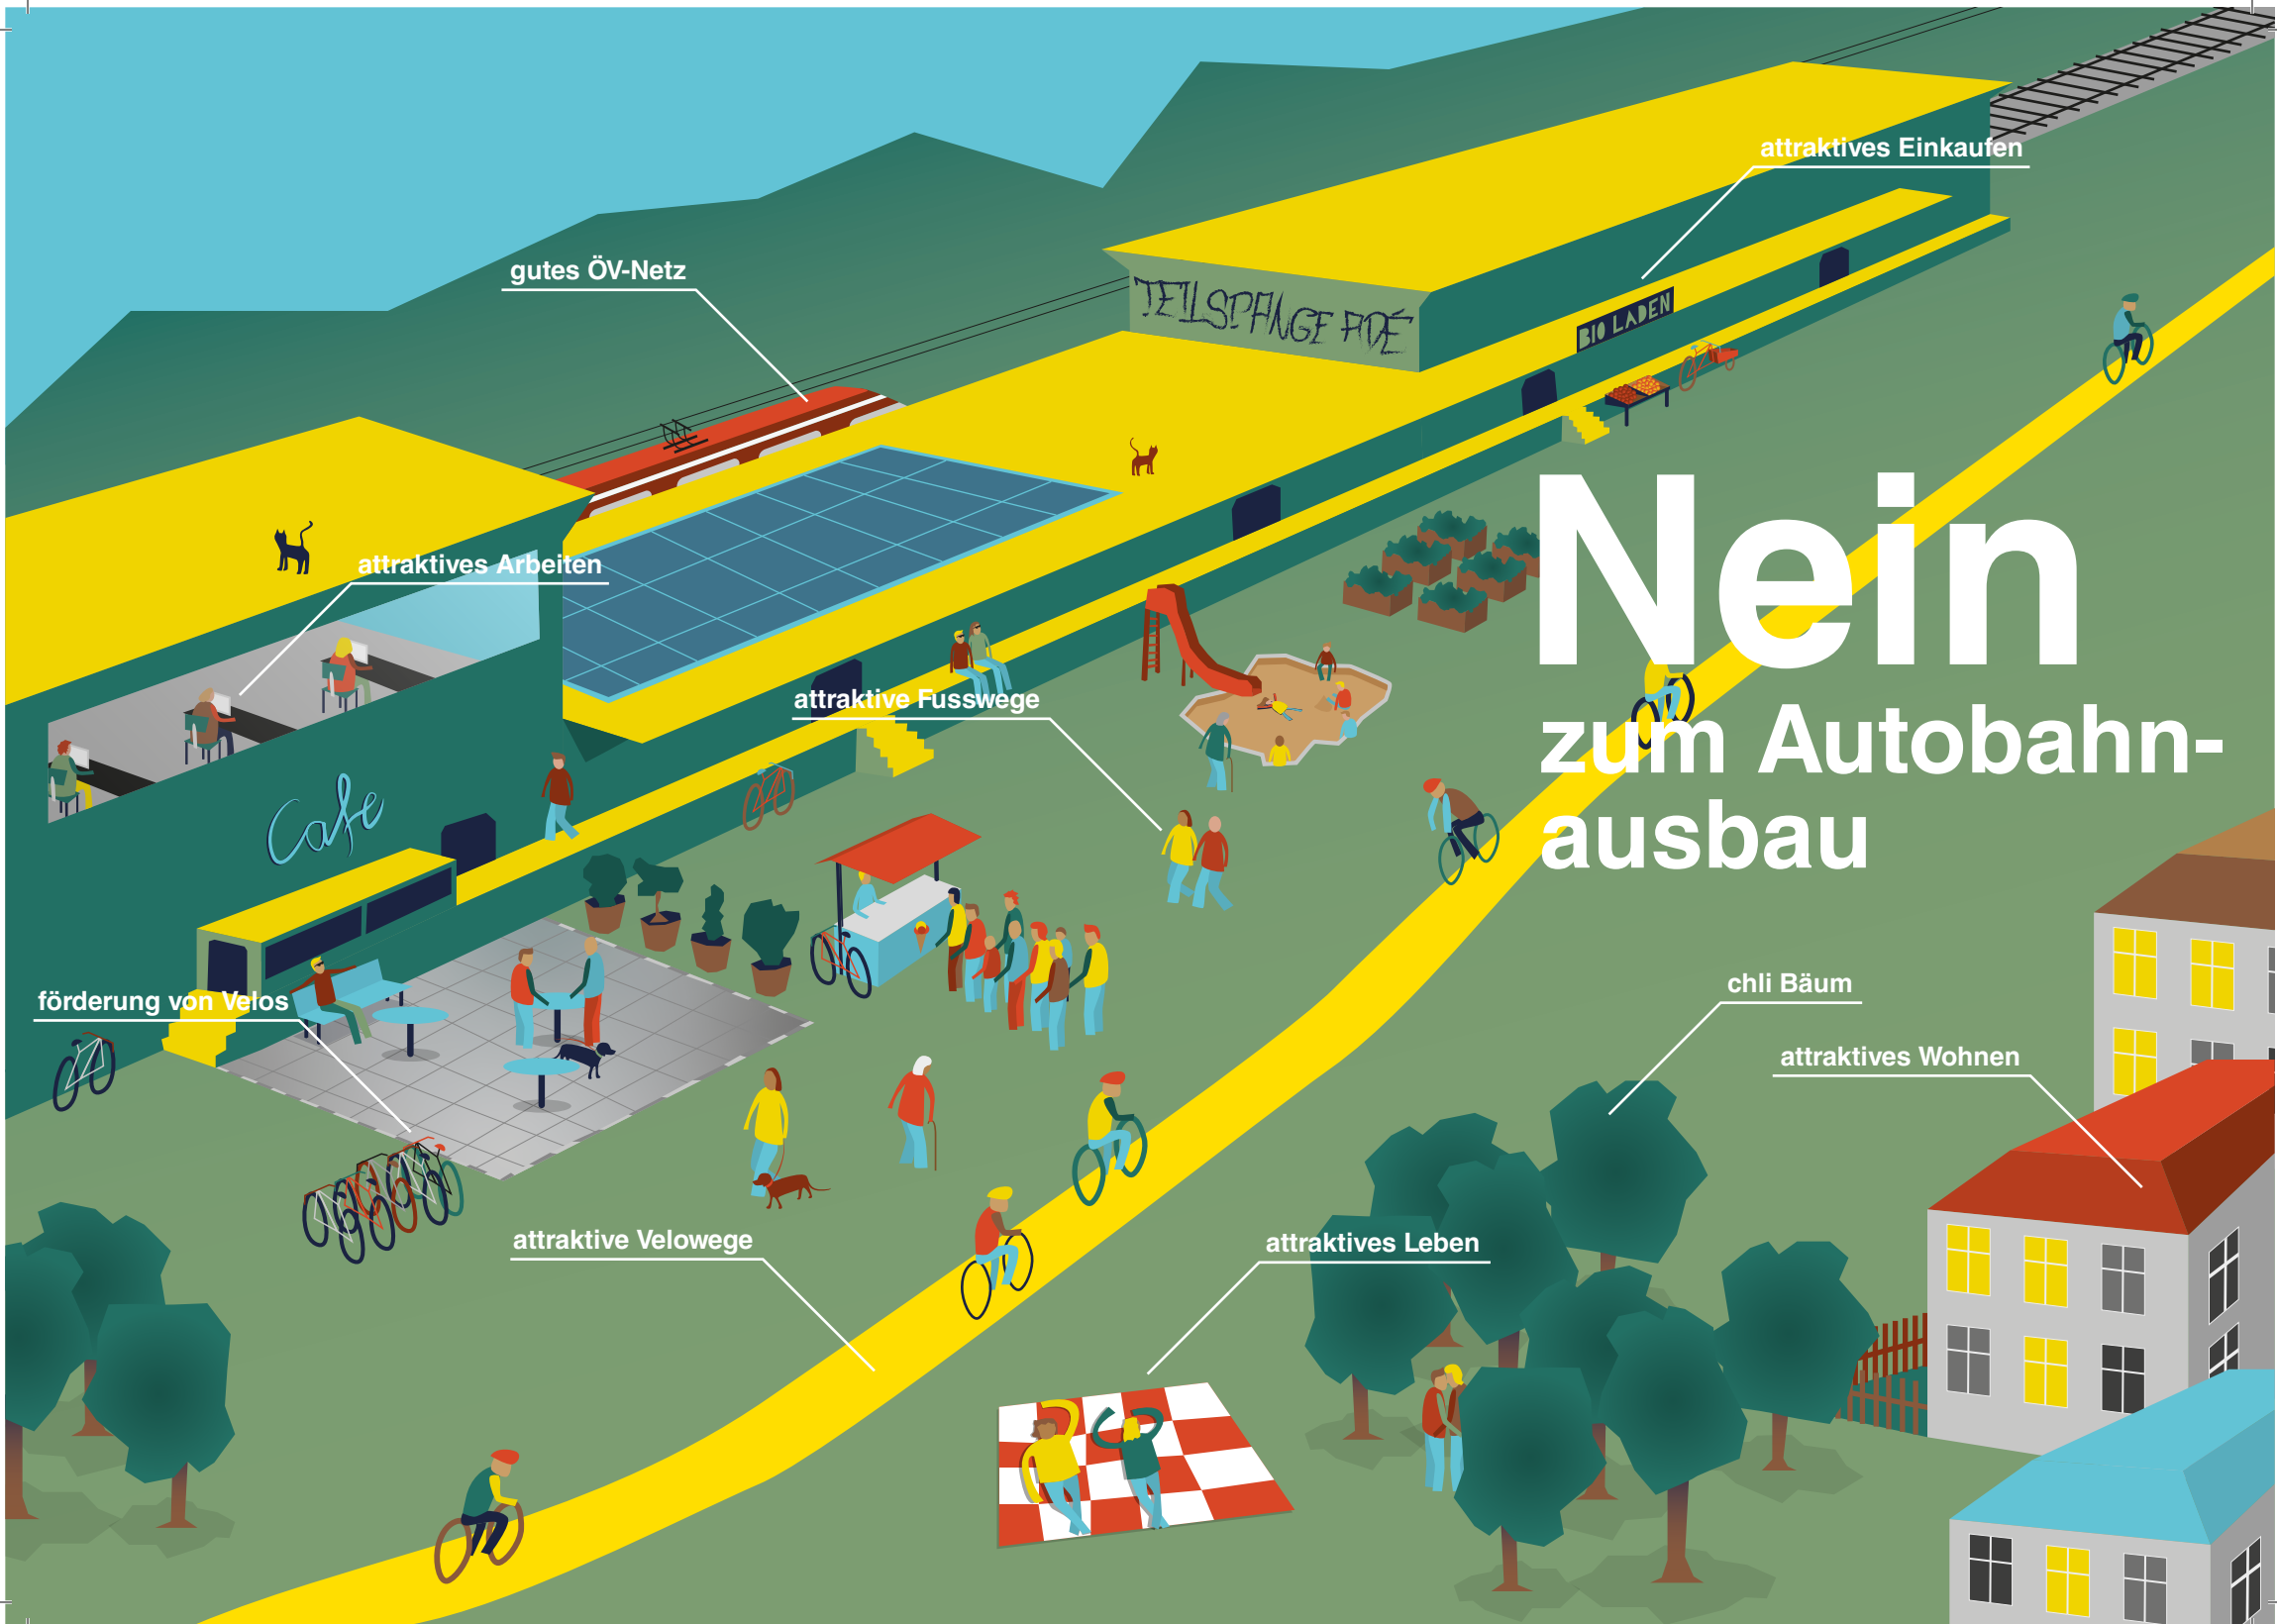 attraktives Einkaufen
gutes ÖV-Netz
TEILSPANGE ADÉ
BIO LADEN
Nein
attraktives Arbeiten
attraktive Fusswege
zum Autobahn-
ausbau
Cafe
förderung von Velos
chli Bäum
attraktives Wohnen
attraktive Velowege
attraktives Leben